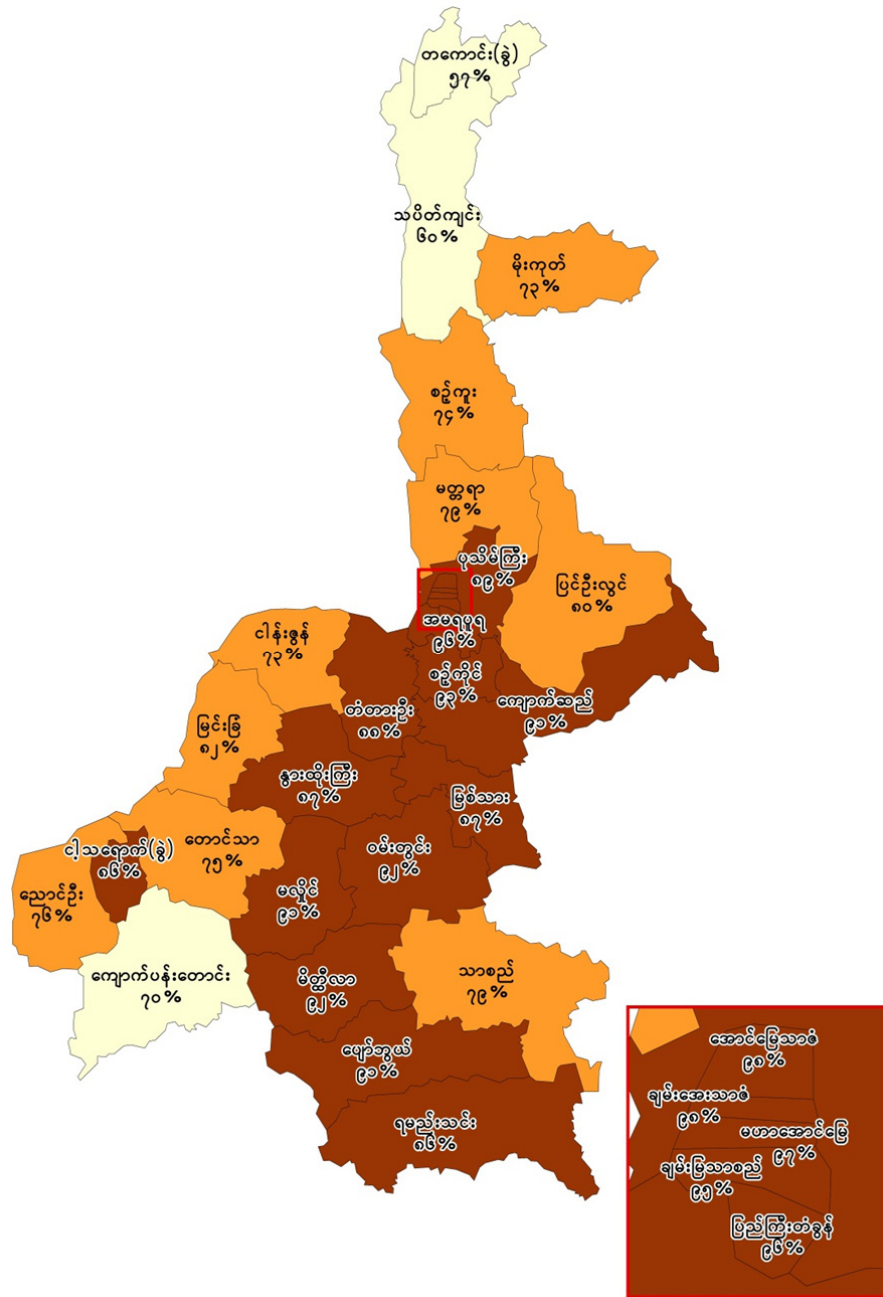 တကောင်း(ခွဲ)
၅၇%
သပိတ်ကျင်း
၆၀%
မိုးကုတ်
၇၃%
စဉ့်ကူး
၇၄%
မတ္တရာ
၇၉%
ပုသိမ်ကြီး
၈၉%
ပြင်ဦးလွင်
၈၀%
အမရပူရ
၉၆%
ငါန်းဇွန်
၇၃%
စဉ့်ကိုင်
၉၃%
ကျောက်ဆည်
၉၁%
တံတားဦး
၈၈%
မြင်းခြံ
၈၂%
နွားထိုးကြီး
၈၇%
မြစ်သား
၈၇%
တောင်သာ
၇၅%
ငါ့သရောက်(ခွဲ)
၈၆%
ဝမ်းတွင်း
၉၂%
ညောင်ဦး
၇၆%
မလှိုင်
၉၁%
ကျောက်ပန်းတောင်း
၇၀%
မိတ္ထီလာ
၉၂%
သာစည်
၇၉%
ပျော်ဘွယ်
၉၁%
ရမည်းသင်း
၈၆%
အောင်မြေသာဇံ
၉၈%
ချမ်းအေးသာဇံ
၉၈%
မဟာအောင်မြေ
၉၇%
ချမ်းမြသာစည်
၉၅%
ပြည်ကြီးတံခွန်
၉၆%